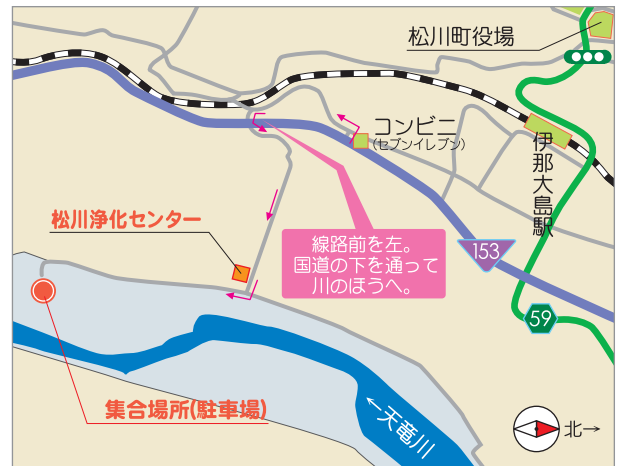 松川町役場
コンビニ
(セブンイレブン)
伊那大島駅
松川浄化センター
線路前を左。
国道の下を通って
川のほうへ。
153
59
集合場所(駐車場)
←天竜川
北→